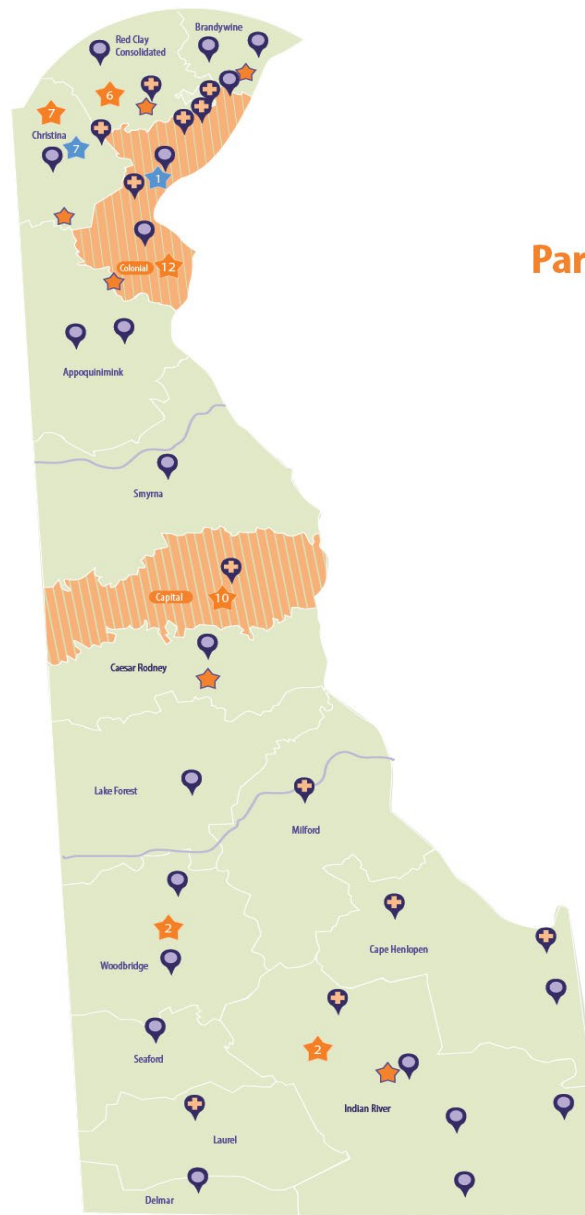 Brandywine
Red Clay
Consolidated
6
7
Christina
7
1
Colonial
12
Par
Appoquinimink
Smyrna
Capital
10
Caesar Rodney
Lake Forest
Milford
2
Cape Henlopen
Woodbridge
2
Seaford
Indian River
Laurel
Delmar